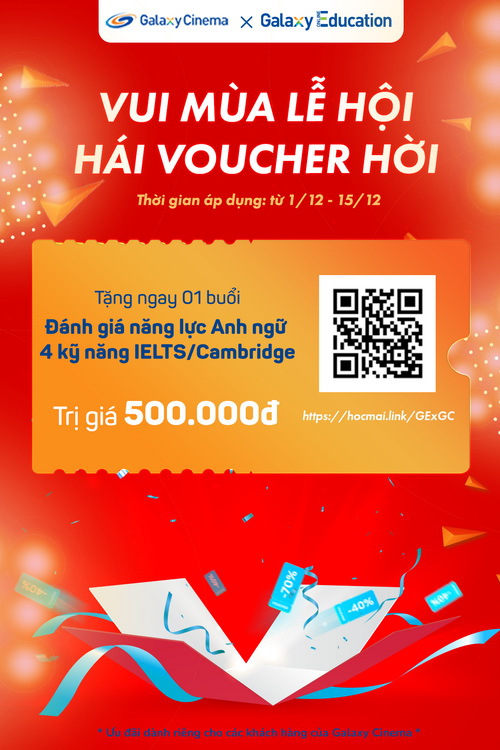 Galaxy Cinema × Galaxy Education
VUI MÙA LỄ HỘI
HÁI VOUCHER HỜI
Thời gian áp dụng: từ 1/12 - 15/12
Tặng ngay 01 buổi
Đánh giá năng lực Anh ngữ
4 kỹ năng IELTS/Cambridge
Trị giá 500.000đ
https://hocmai.link/GExGC
-70%
-40%
* Ưu đãi dành riêng cho các khách hàng của Galaxy Cinema *